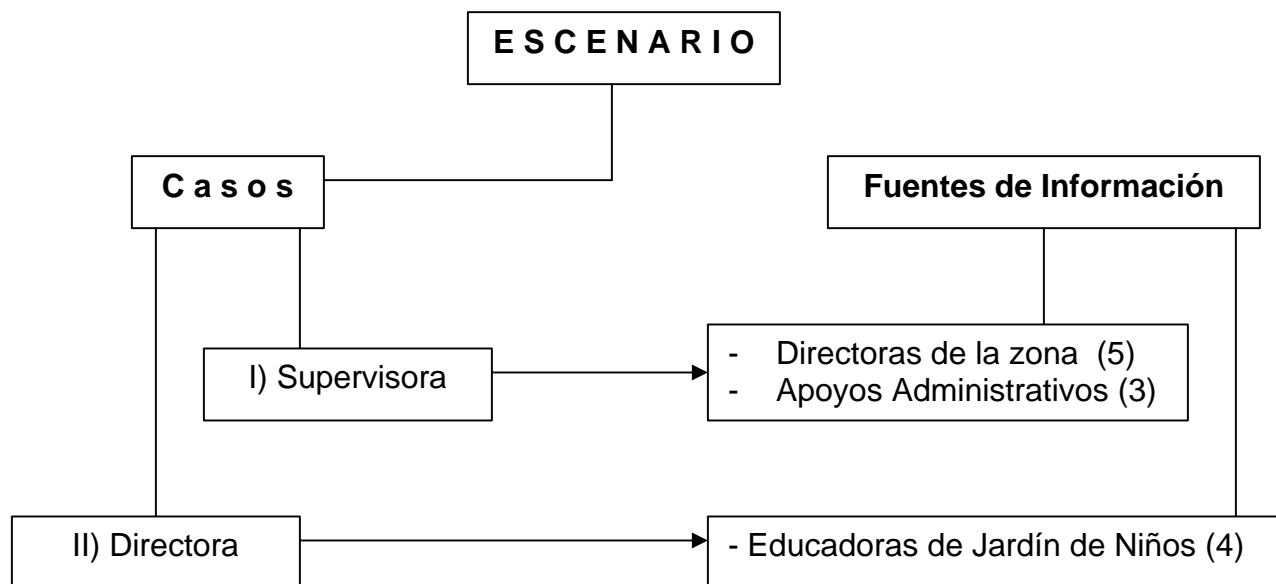 E S C E N A R I O
C a s o s
Fuentes de Información
I) Supervisora
- Directoras de la zona (5)
- Apoyos Administrativos (3)
II) Directora
- Educadoras de Jardín de Niños (4)